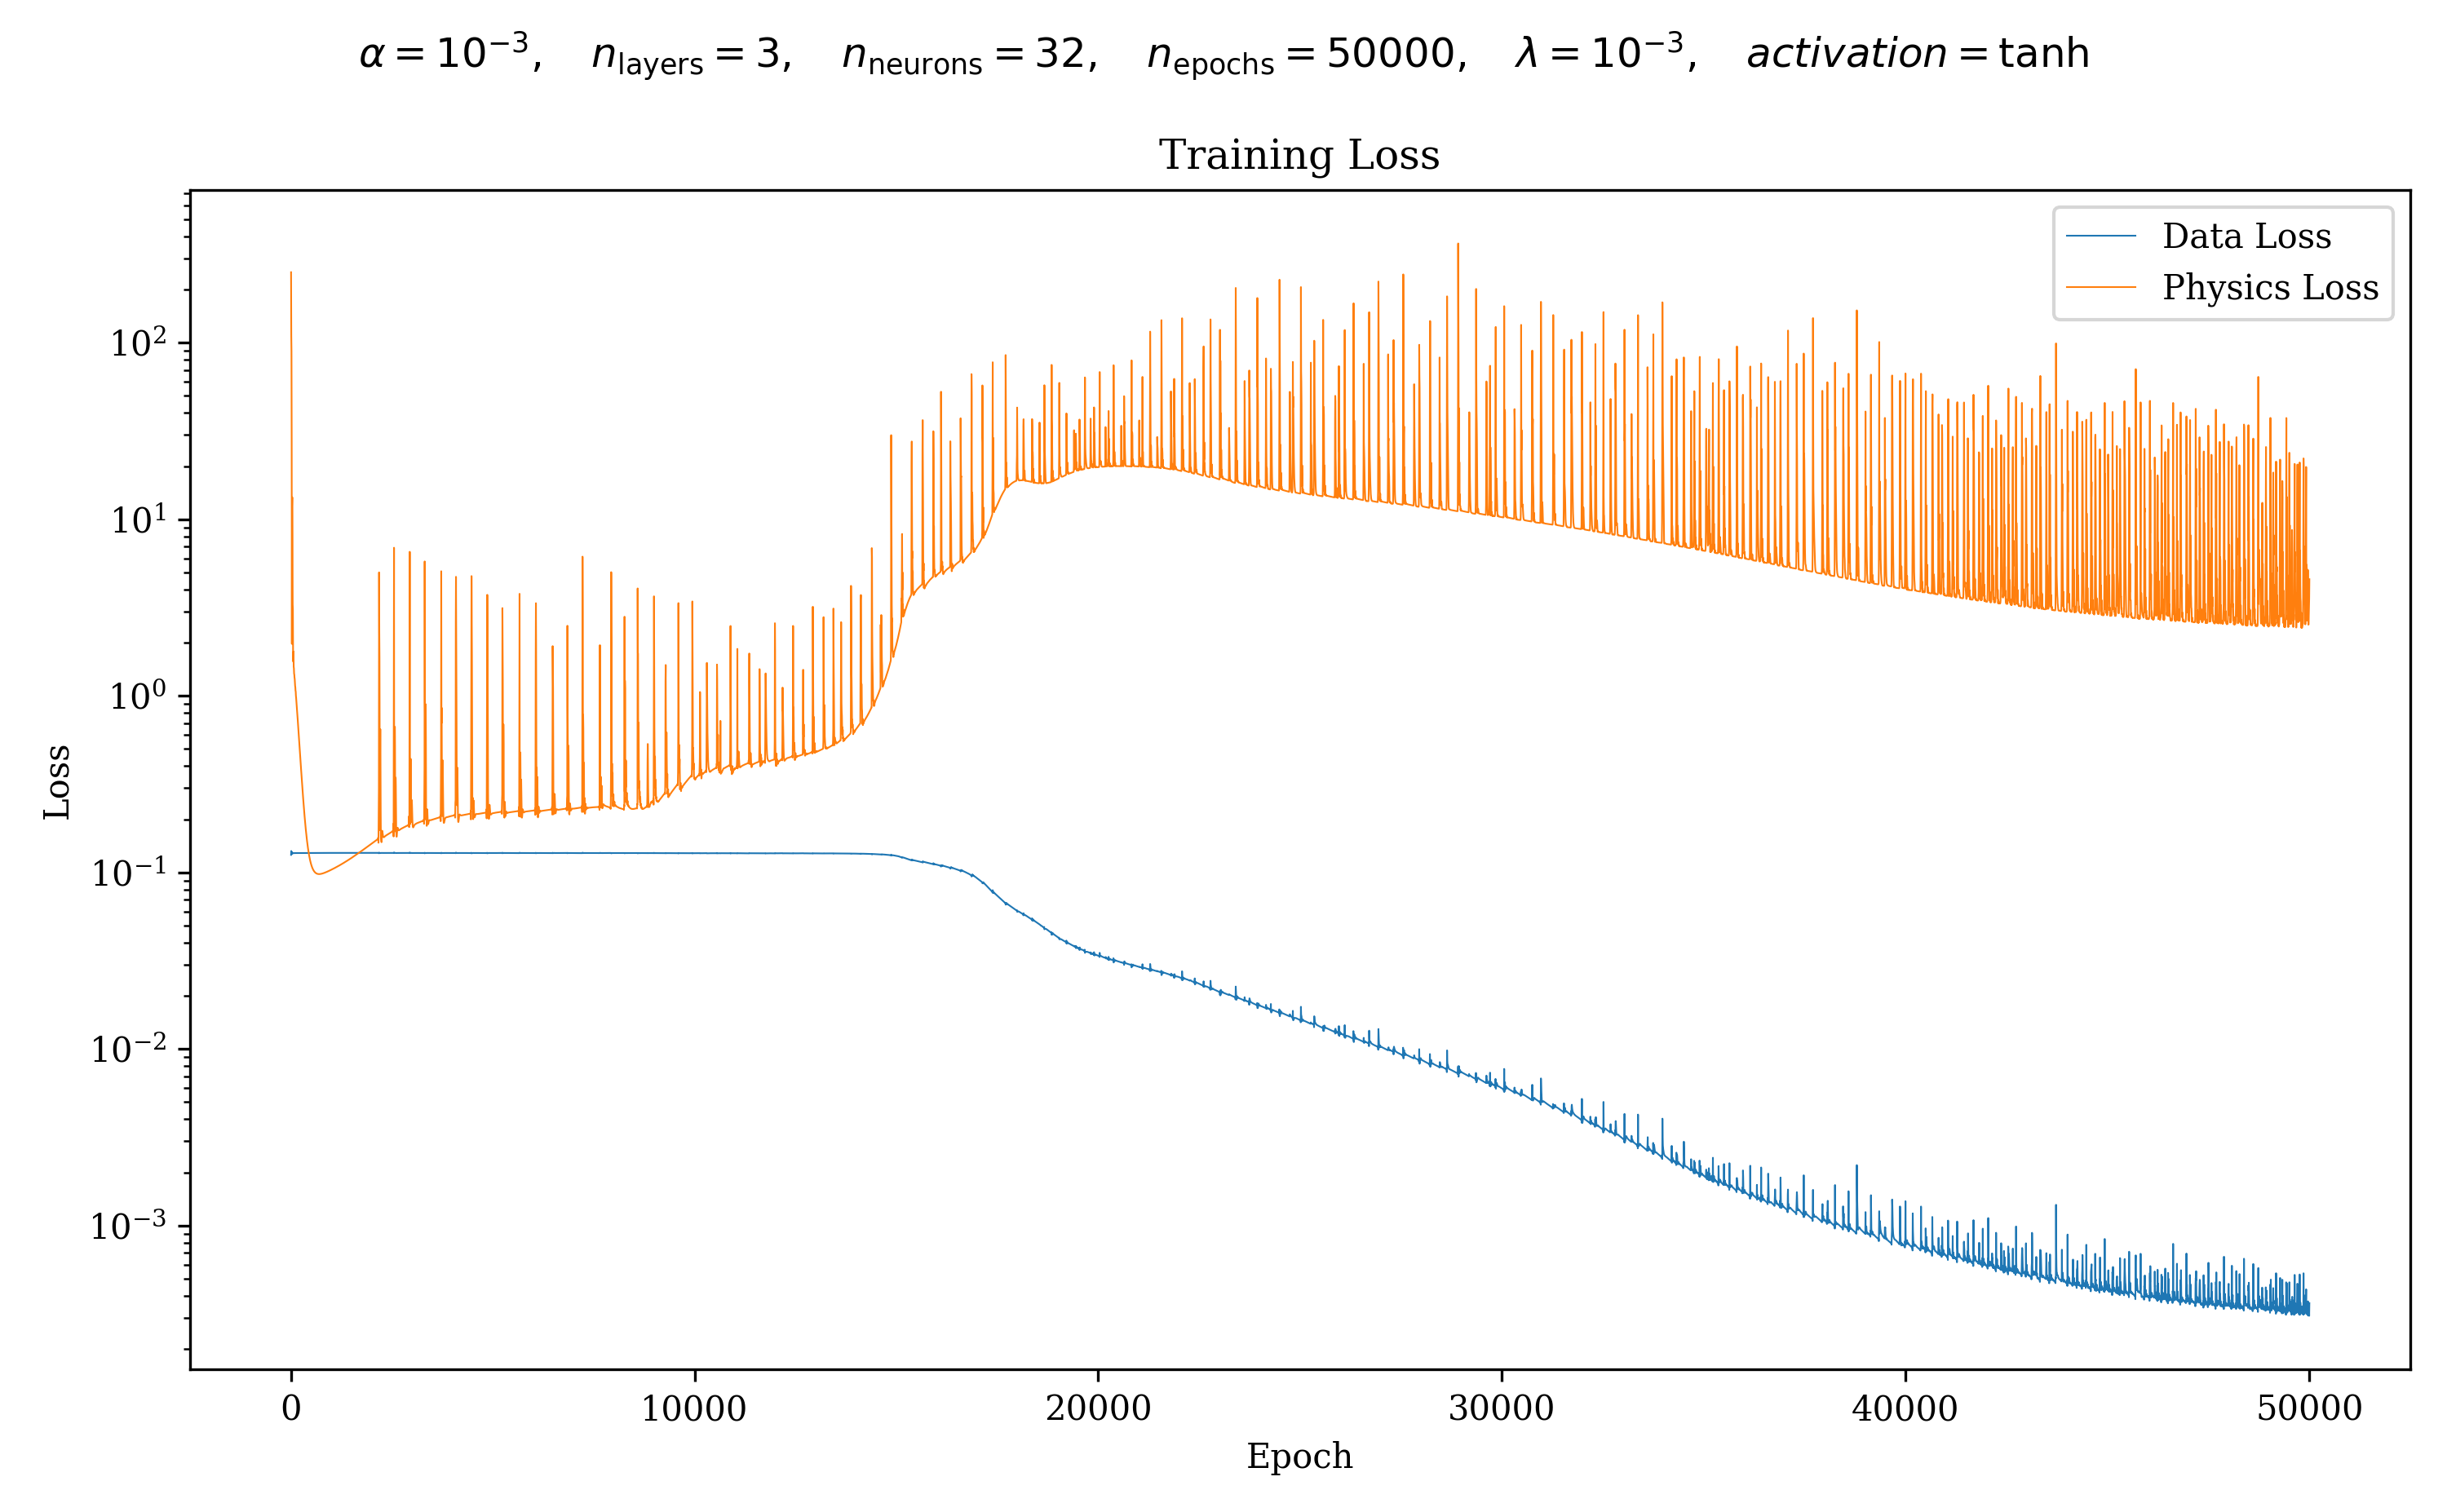 α = 10⁻³, n_layers = 3, n_neurons = 32, n_epochs = 50000, λ = 10⁻³, activation = tanh
Training Loss
Data Loss
Physics Loss
10²
10¹
10⁰
10⁻¹
10⁻²
10⁻³
Loss
0 10000 20000 30000 40000 50000
Epoch